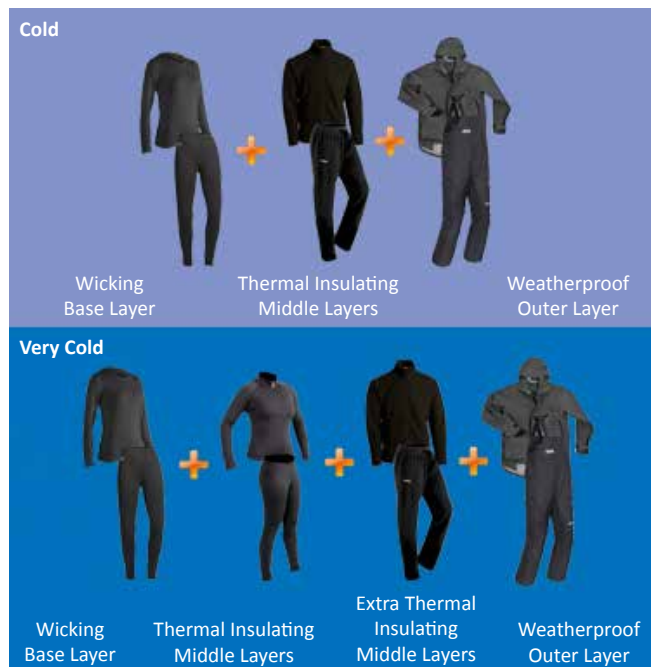 Cold
Wicking
Base Layer
Thermal Insulating
Middle Layers
Weatherproof
Outer Layer
Very Cold
Wicking
Base Layer
Thermal Insulating
Middle Layers
Extra Thermal
Insulating
Middle Layers
Weatherproof
Outer Layer